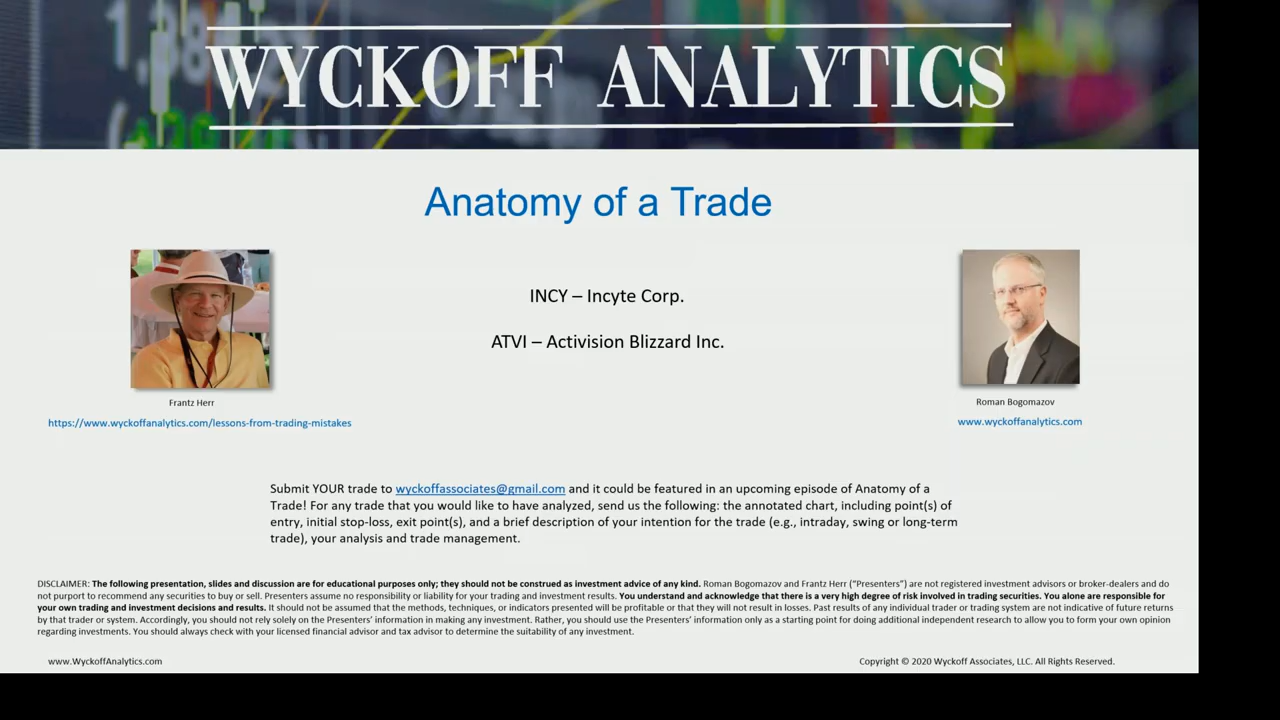 WYCKOFF ANALYTICS
Anatomy of a Trade
INCY – Incyte Corp.
ATVI – Activision Blizzard Inc.
Frantz Herr
Roman Bogomazov
https://www.wyckoffanalytics.com/lessons-from-trading-mistakes
www.wyckoffanalytics.com
Submit YOUR trade to wyckoffassociates@gmail.com and it could be featured in an upcoming episode of Anatomy of a
Trade! For any trade that you would like to have analyzed, send us the following: the annotated chart, including point(s) of
entry, initial stop-loss, exit point(s), and a brief description of your intention for the trade (e.g., intraday, swing or long-term
trade), your analysis and trade management.
DISCLAIMER: The following presentation, slides and discussion are for educational purposes only; they should not be construed as investment advice of any kind. Roman Bogomazov and Frantz Herr (“Presenters”) are not registered investment advisors or broker-dealers and do
not purport to recommend any securities to buy or sell. Presenters assume no responsibility or liability for your trading and investment results. You understand and acknowledge that there is a very high degree of risk involved in trading securities. You alone are responsible for
your own trading and investment decisions and results. It should not be assumed that the methods, techniques, or indicators presented will be profitable or that they will not result in losses. Past results of any individual trader or trading system are not indicative of future returns
by that trader or system. Accordingly, you should not rely solely on the Presenters’ information in making any investment. Rather, you should use the Presenters’ information only as a starting point for doing additional independent research to allow you to form your own opinion
regarding investments. You should always check with your licensed financial advisor and tax advisor to determine the suitability of any investment.
www.WyckoffAnalytics.com
Copyright © 2020 Wyckoff Associates, LLC. All Rights Reserved.